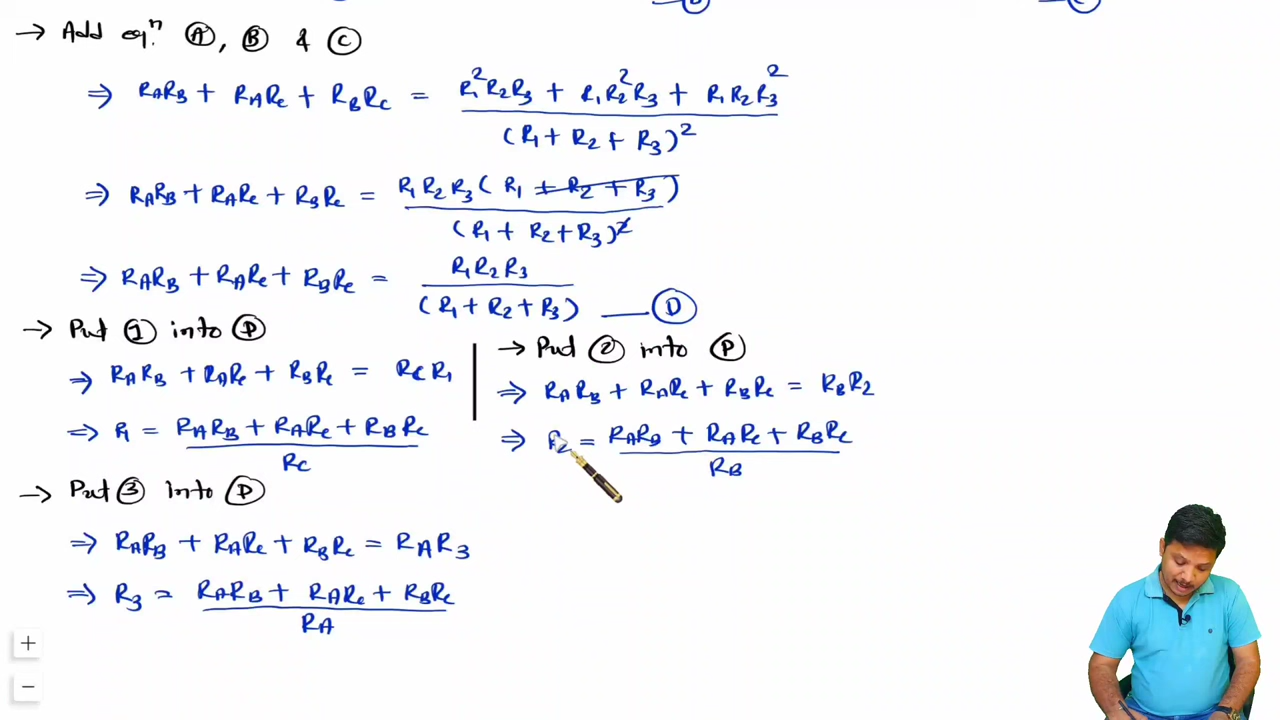 → Add eqⁿ. Ⓐ, Ⓑ & Ⓒ
⇒ RARB + RARC + RBRC = (R1²R2R3 + R1R2²R3 + R1R2R3²) / (R1 + R2 + R3)²
⇒ RARB + RARC + RBRC = R1R2R3(R1 + R2 + R3) / (R1 + R2 + R3)²
⇒ RARB + RARC + RBRC = R1R2R3 / (R1 + R2 + R3) — Ⓓ
→ Put ① into Ⓓ
⇒ RARB + RARC + RBRC = RCR1
⇒ R1 = (RARB + RARC + RBRC) / RC
→ Put ② into Ⓓ
⇒ RARB + RARC + RBRC = RBR2
⇒ R2 = (RARB + RARC + RBRC) / RB
→ Put ③ into Ⓓ
⇒ RARB + RARC + RBRC = RAR3
⇒ R3 = (RARB + RARC + RBRC) / RA